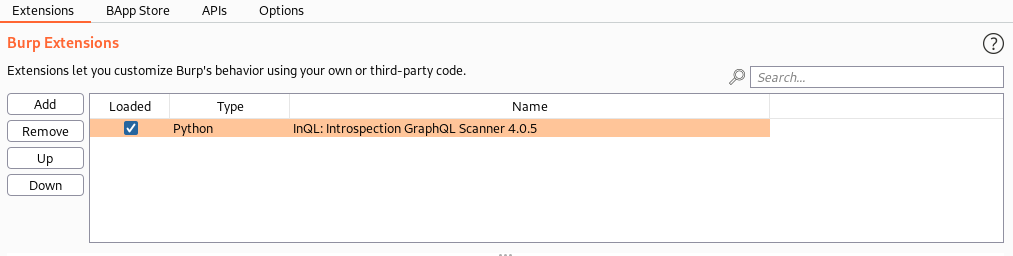 Extensions BApp Store APIs Options
Burp Extensions
?
Extensions let you customize Burp's behavior using your own or third-party code.
Search...
Add
Remove
Up
Down
Loaded Type Name
Python InQL: Introspection GraphQL Scanner 4.0.5